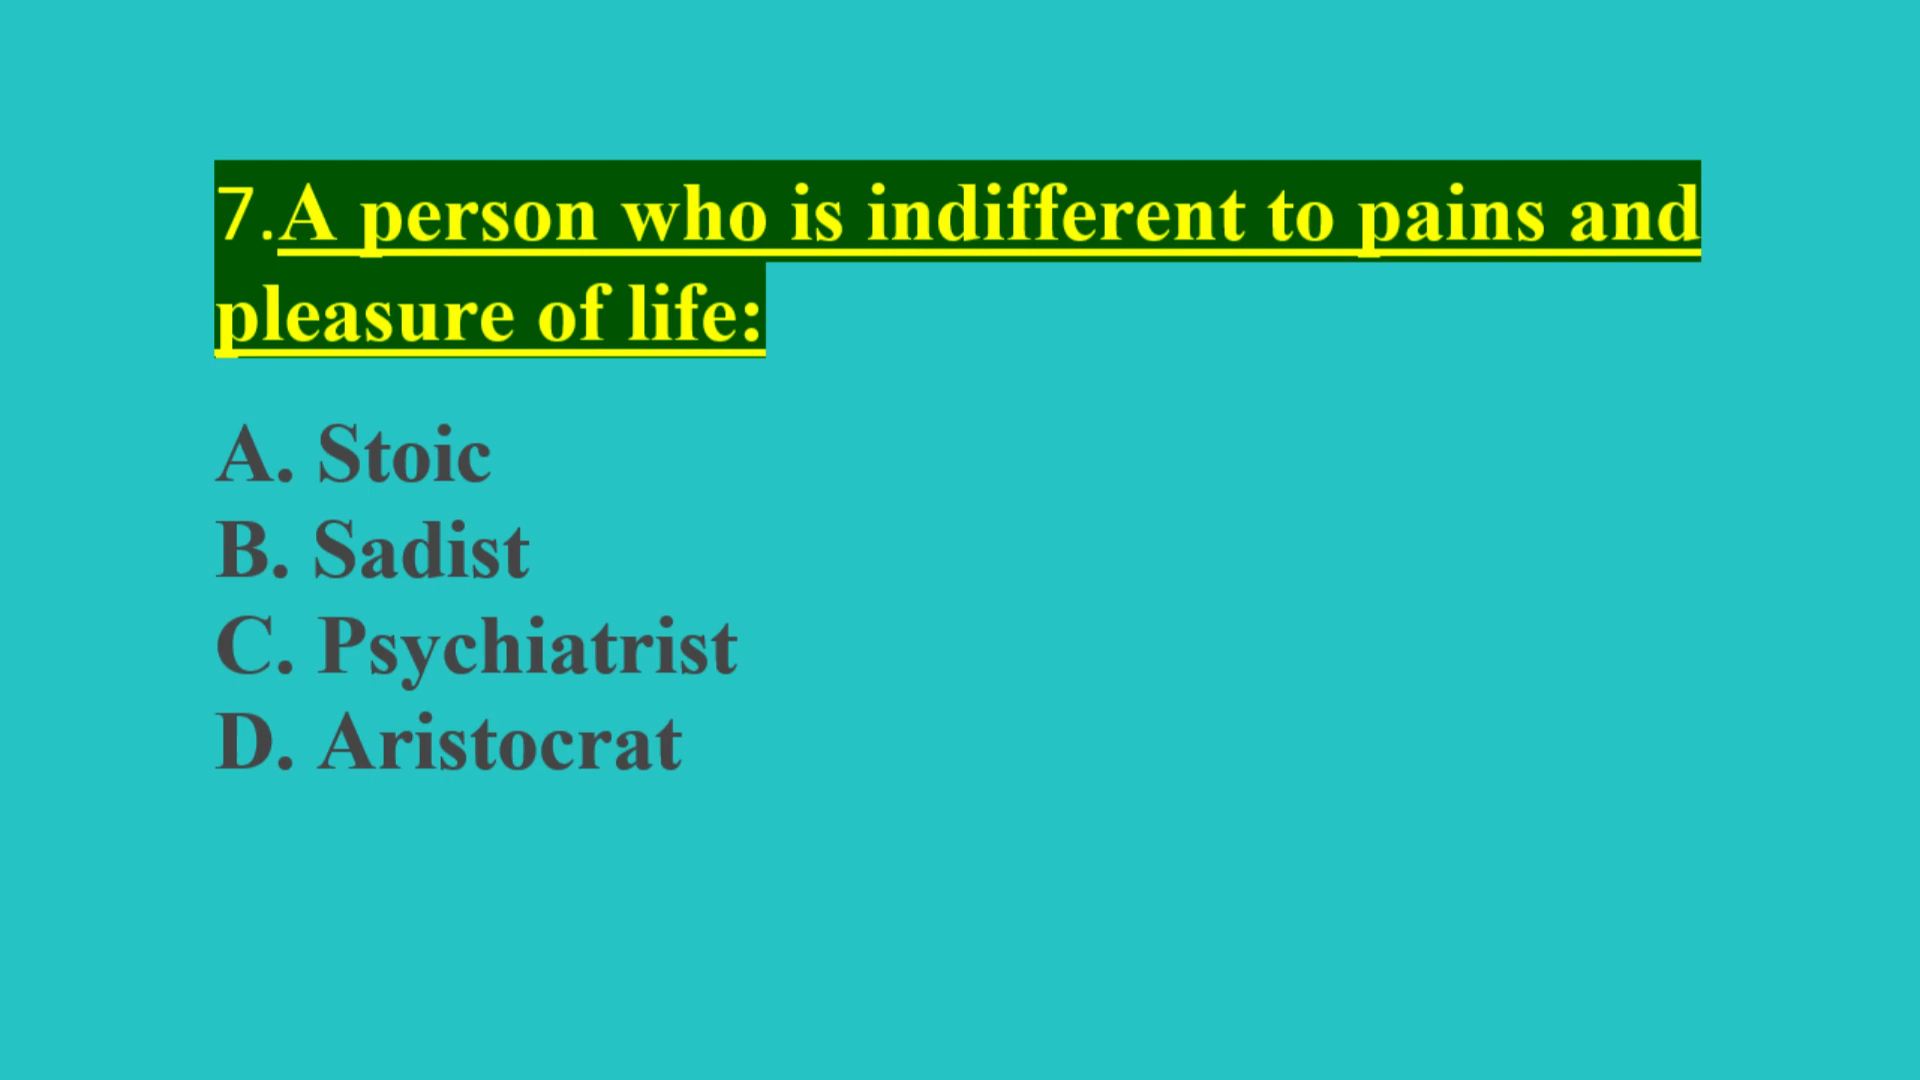 7.A person who is indifferent to pains and
pleasure of life:
A. Stoic
B. Sadist
C. Psychiatrist
D. Aristocrat